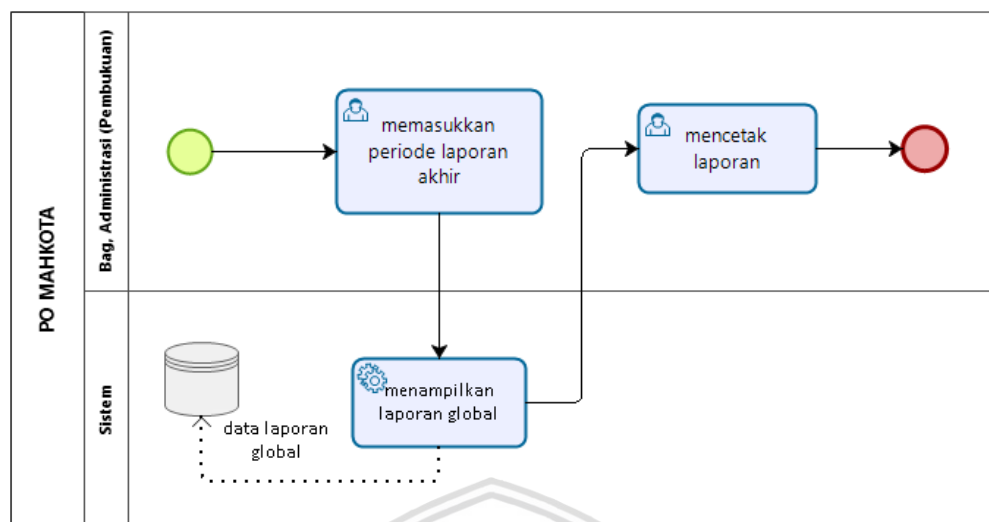 PO MAHKOTA
Bag, Administrasi (Pembukuan)
memasukkan
periode laporan
akhir
mencetak
laporan
Sistem
menampilkan
laporan global
data laporan
global